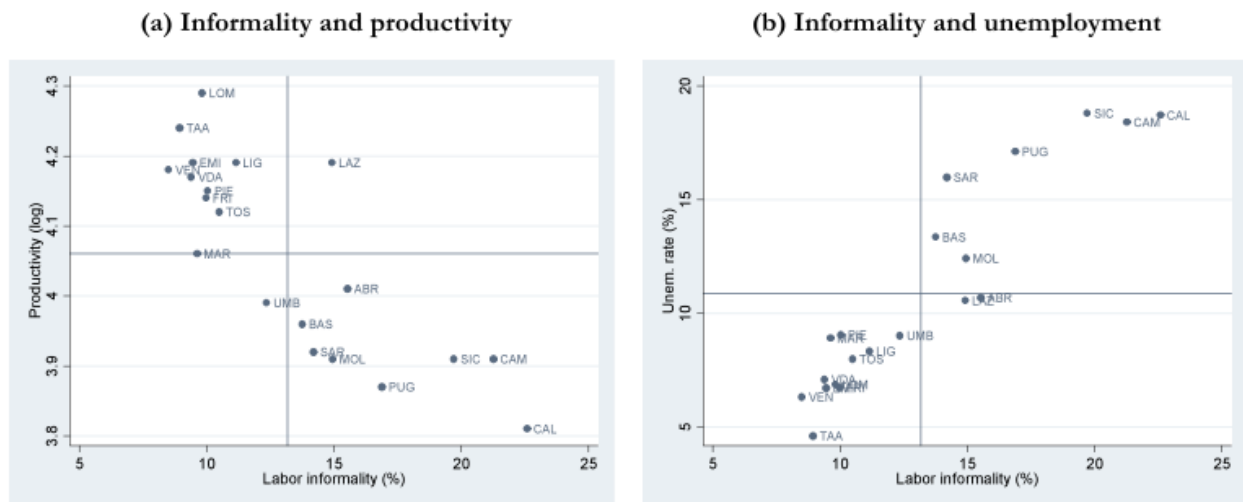 (a) Informality and productivity
Productivity (log)
4.3
4.2
4.1
4
3.9
3.8
LOM
TAA
EMI
LIG
LAZ
VEN
VDA
PIE
FRI
TOS
MAR
ABR
UMB
BAS
SAR
MOL
SIC
CAM
PUG
CAL
5
10
15
20
25
Labor informality (%)
(b) Informality and unemployment
Unem. rate (%)
20
15
10
5
SIC
CAL
CAM
PUG
SAR
BAS
MOL
ABR
LAZ
PIE
MAR
UMB
LIG
TOS
VDA
VEN
TAA
5
10
15
20
25
Labor informality (%)